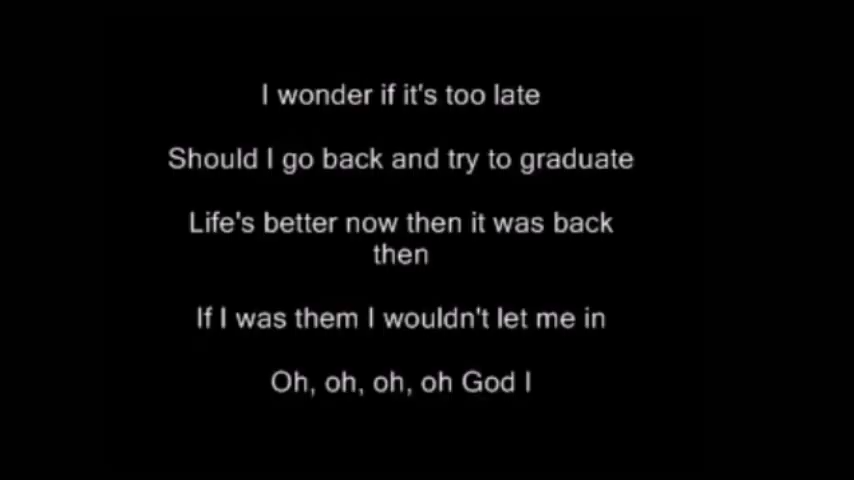 I wonder if it's too late
Should I go back and try to graduate
Life's better now then it was back
then
If I was them I wouldn't let me in
Oh, oh, oh, oh God I